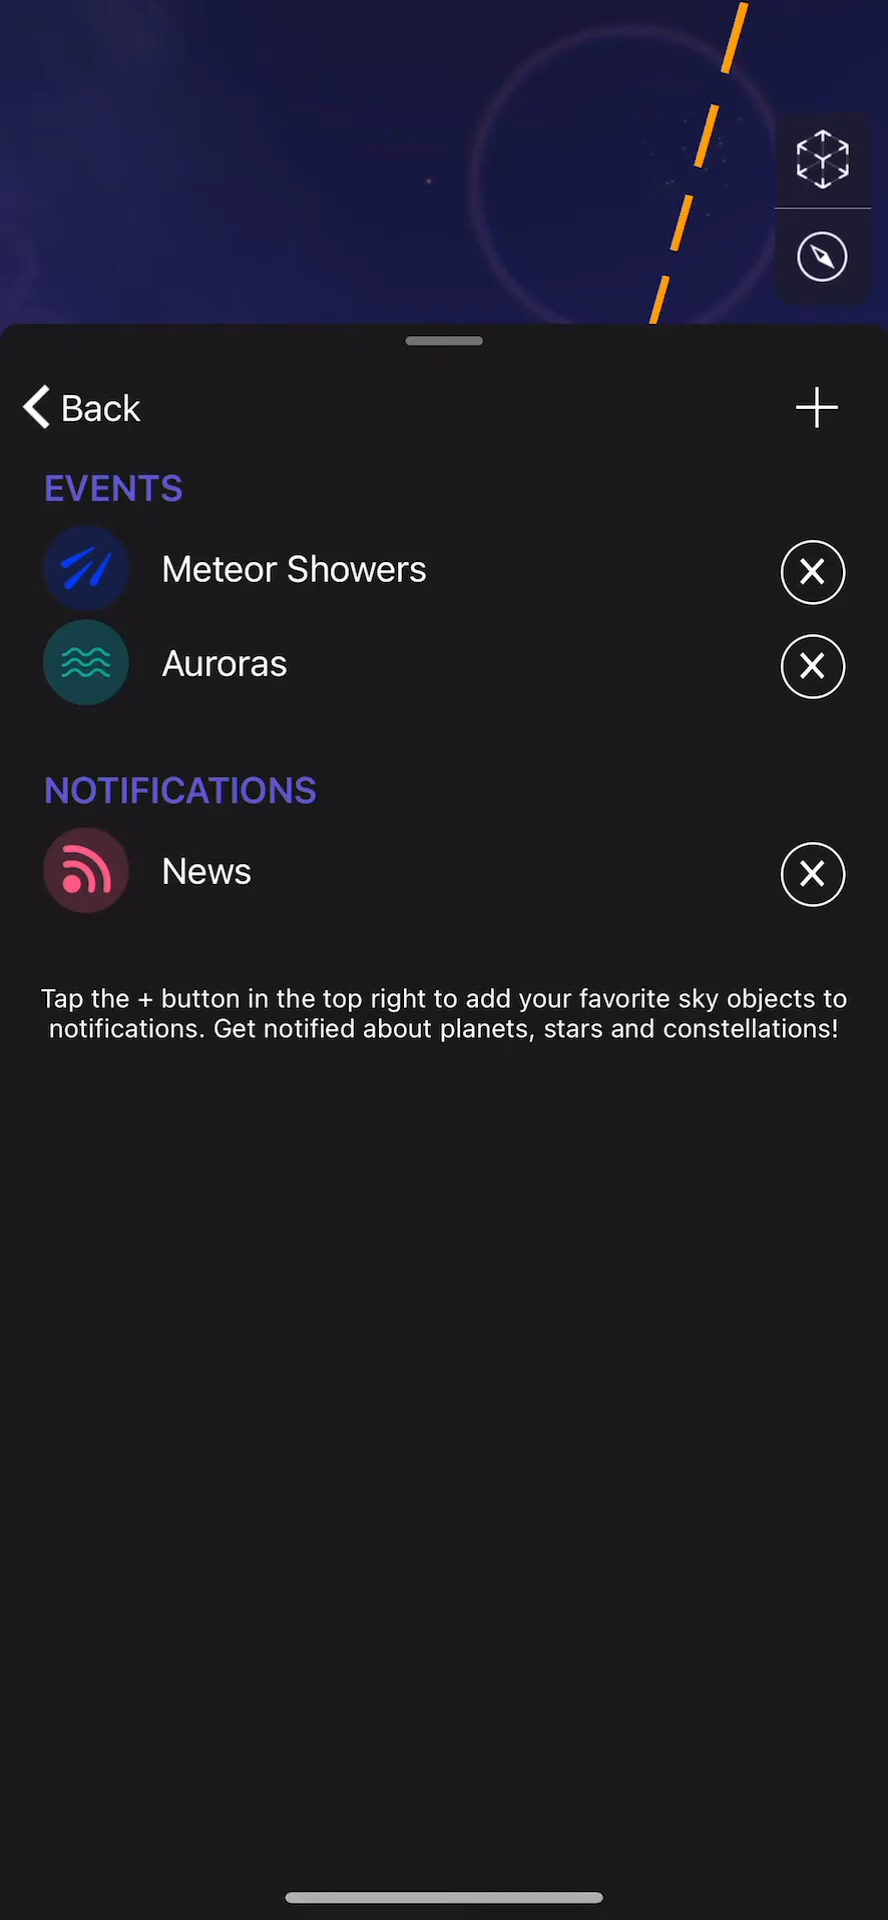 Back
EVENTS
Meteor Showers
Auroras
NOTIFICATIONS
News
Tap the + button in the top right to add your favorite sky objects to
notifications. Get notified about planets, stars and constellations!